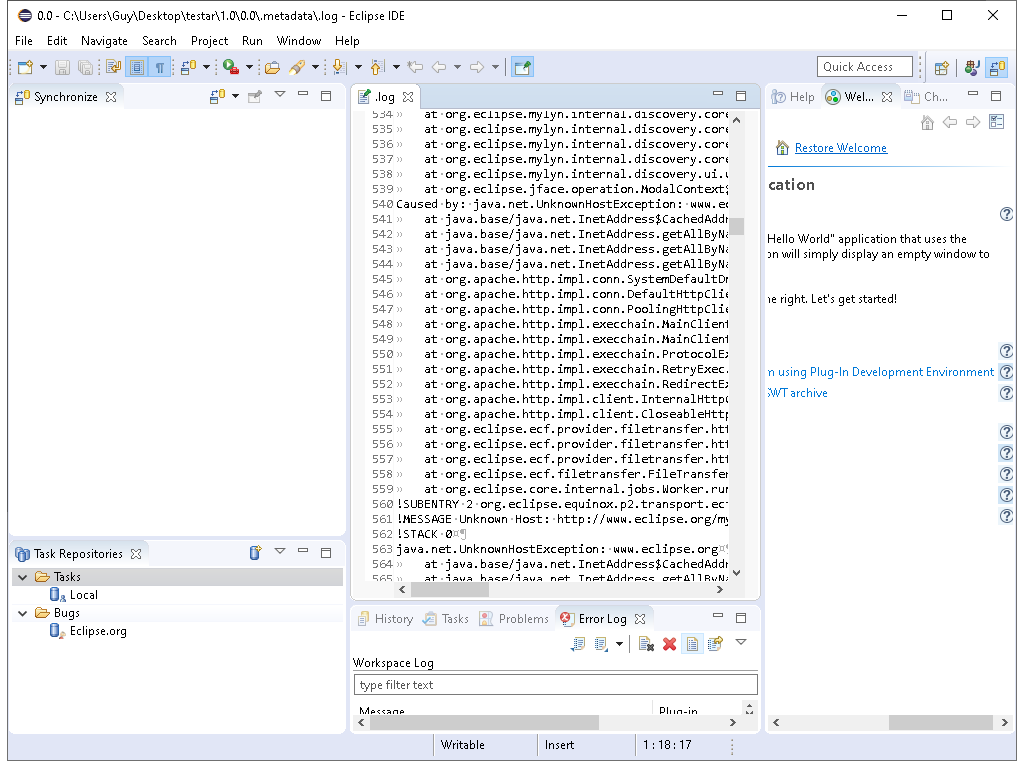 0.0 - C:\Users\Guy\Desktop\testar\1.0\0.0\.metadata\.log - Eclipse IDE
File Edit Navigate Search Project Run Window Help
Quick Access
Synchronize
.log
Help Wel... Ch...
Restore Welcome
cation
Hello World" application that uses the
on will simply display an empty window to
he right. Let's get started!
m using Plug-In Development Environment
SWT archive
534» at·org.eclipse.mylyn.internal.discovery.core
535» at·org.eclipse.mylyn.internal.discovery.core
536» at·org.eclipse.mylyn.internal.discovery.core
537» at·org.eclipse.mylyn.internal.discovery.core
538» at·org.eclipse.mylyn.internal.discovery.ui.u
539» at·org.eclipse.jface.operation.ModalContext$
540 Caused·by:·java.net.UnknownHostException:·www.ec
541» at·java.base/java.net.InetAddress$CachedAddr
542» at·java.base/java.net.InetAddress.getAllByNa
543» at·java.base/java.net.InetAddress.getAllByNa
544» at·java.base/java.net.InetAddress.getAllByNa
545» at·org.apache.http.impl.conn.SystemDefaultDn
546» at·org.apache.http.impl.conn.DefaultHttpClie
547» at·org.apache.http.impl.conn.PoolingHttpClie
548» at·org.apache.http.impl.execchain.MainClient
549» at·org.apache.http.impl.execchain.MainClient
550» at·org.apache.http.impl.execchain.ProtocolEx
551» at·org.apache.http.impl.execchain.RetryExec.
552» at·org.apache.http.impl.execchain.RedirectEx
553» at·org.apache.http.impl.client.InternalHttpC
554» at·org.apache.http.impl.client.CloseableHttp
555» at·org.eclipse.ecf.provider.filetransfer.htt
556» at·org.eclipse.ecf.provider.filetransfer.htt
557» at·org.eclipse.ecf.provider.filetransfer.htt
558» at·org.eclipse.ecf.filetransfer.FileTransfer
559» at·org.eclipse.core.internal.jobs.Worker.run
560 !SUBENTRY·2·org.eclipse.equinox.p2.transport.ecf
561 !MESSAGE·Unknown·Host:·http://www.eclipse.org/my
562 !STACK·0¤¶
563 java.net.UnknownHostException:·www.eclipse.org¤¶
564» at·java.base/java.net.InetAddress$CachedAddr
565» at·java.base/java.net.InetAddress.getAllByNa
Task Repositories
Tasks
Local
Bugs
Eclipse.org
History Tasks Problems Error Log
Workspace Log
type filter text
Message Plug-in
Writable Insert 1 : 18 : 17